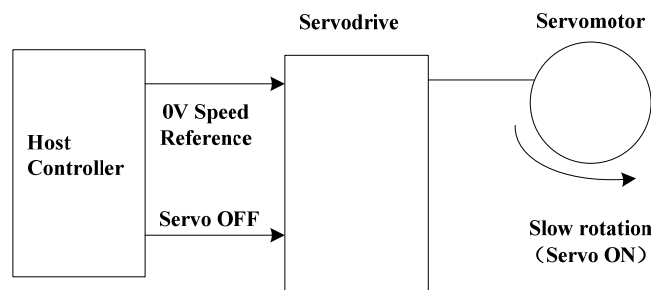 Servodrive
Servomotor
0V Speed
Reference
Host
Controller
Servo OFF
Slow rotation
（Servo ON）